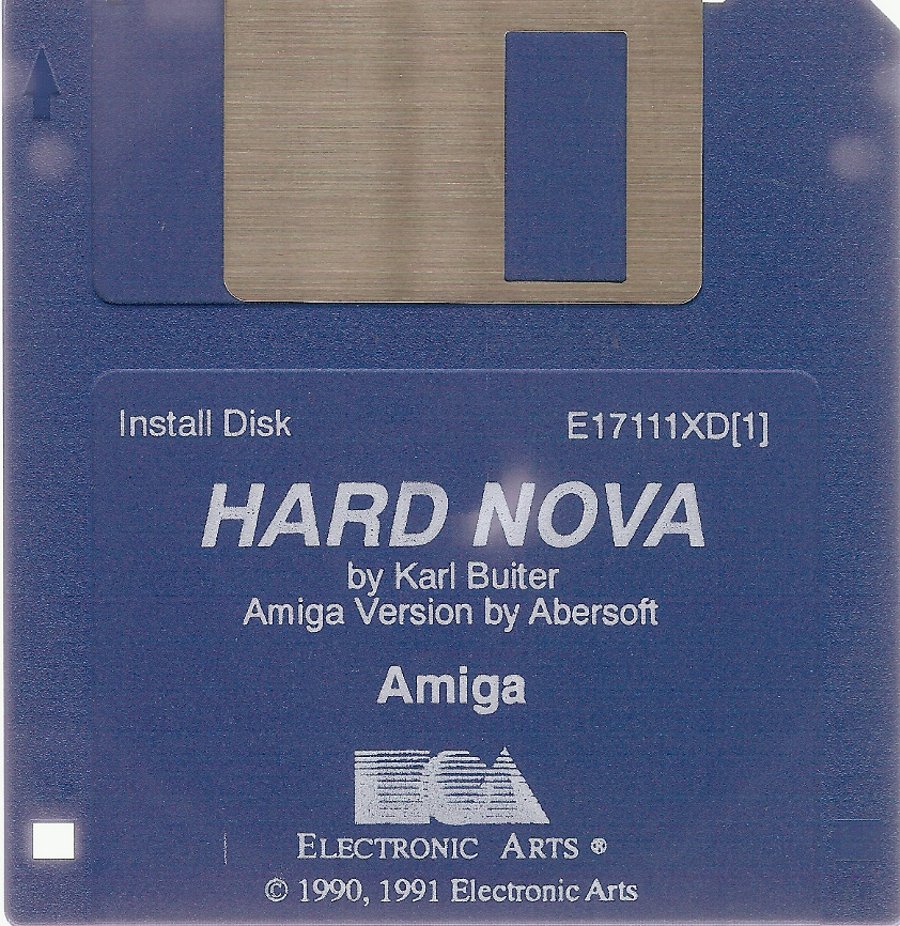 Install Disk E17111XD[1]
HARD NOVA
by Karl Buiter
Amiga Version by Abersoft
Amiga
ECA
ELECTRONIC ARTS ®
© 1990, 1991 Electronic Arts